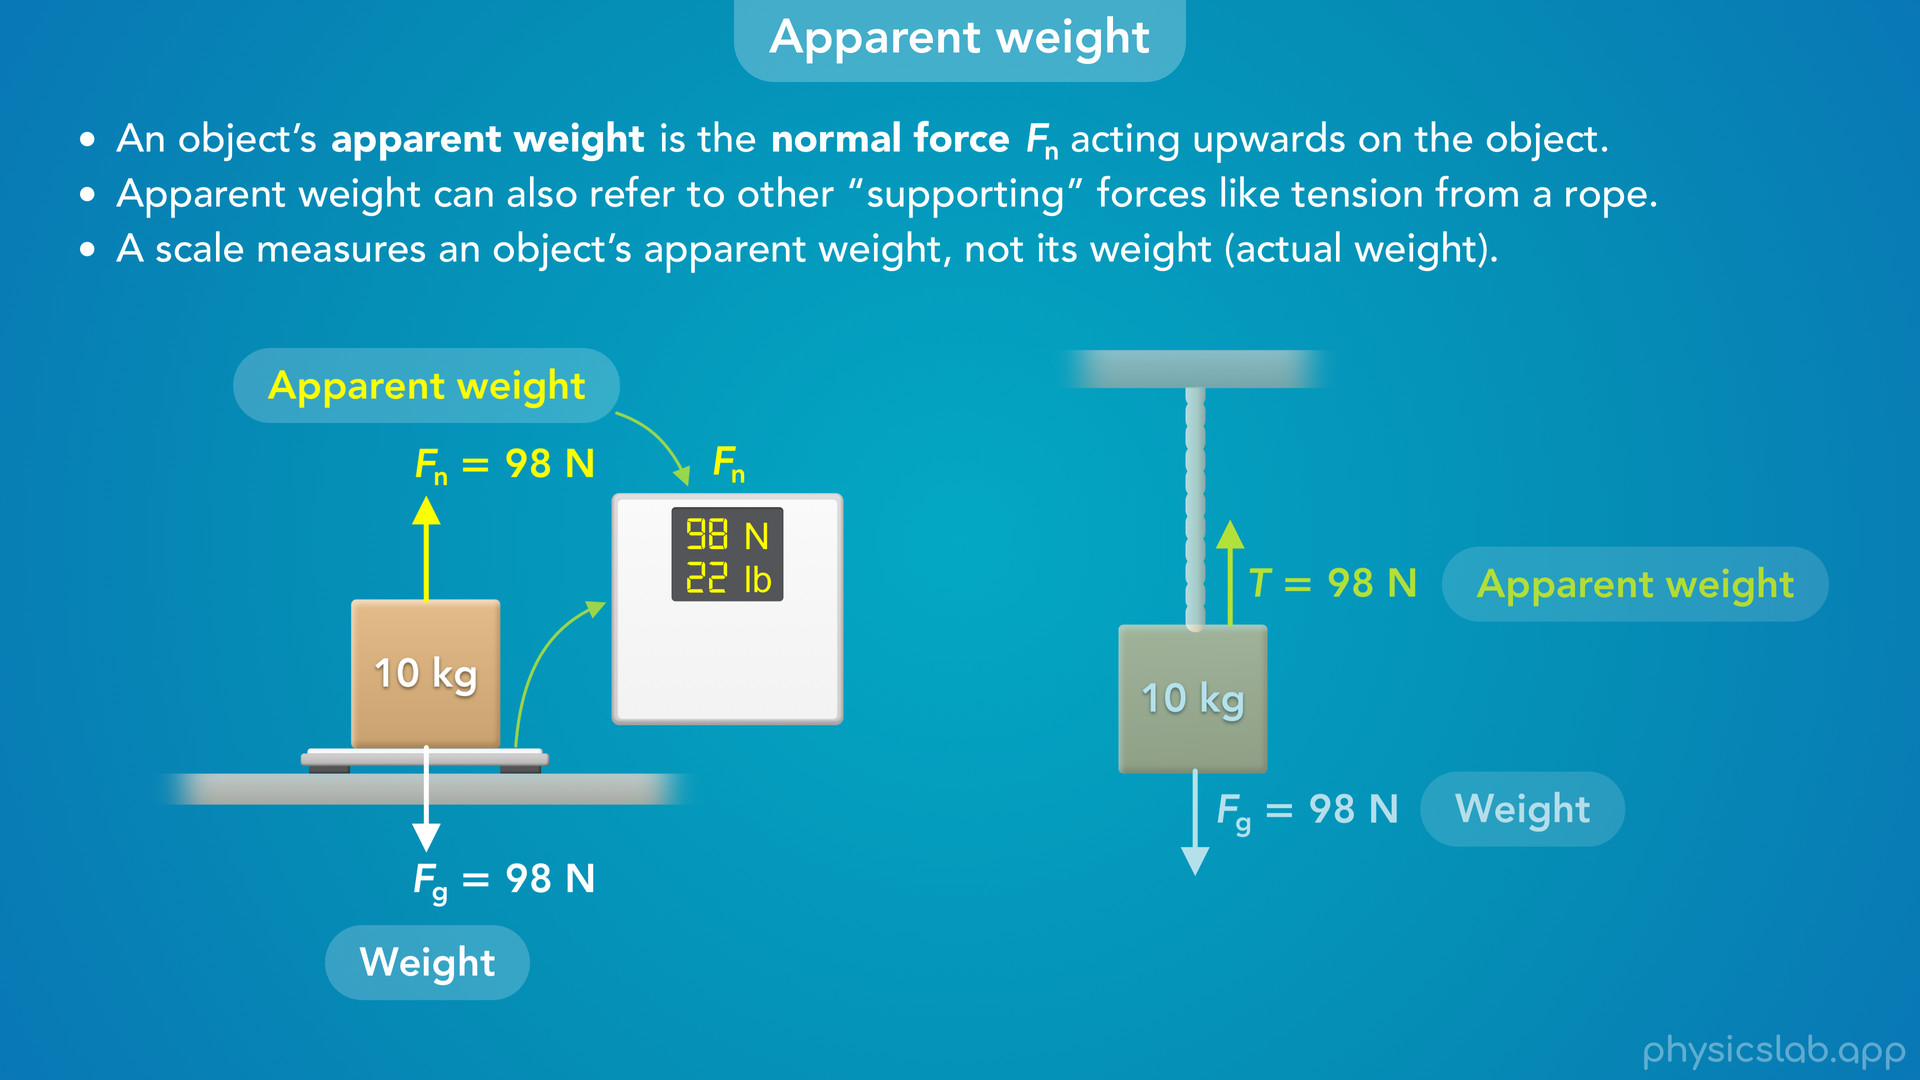 Apparent weight
• An object’s apparent weight is the normal force Fn acting upwards on the object.
• Apparent weight can also refer to other “supporting” forces like tension from a rope.
• A scale measures an object’s apparent weight, not its weight (actual weight).
Apparent weight
Fn = 98 N
Fn
98 N
22 lb
10 kg
Fg = 98 N
Weight
T = 98 N
Apparent weight
10 kg
Fg = 98 N
Weight
physicslab.app